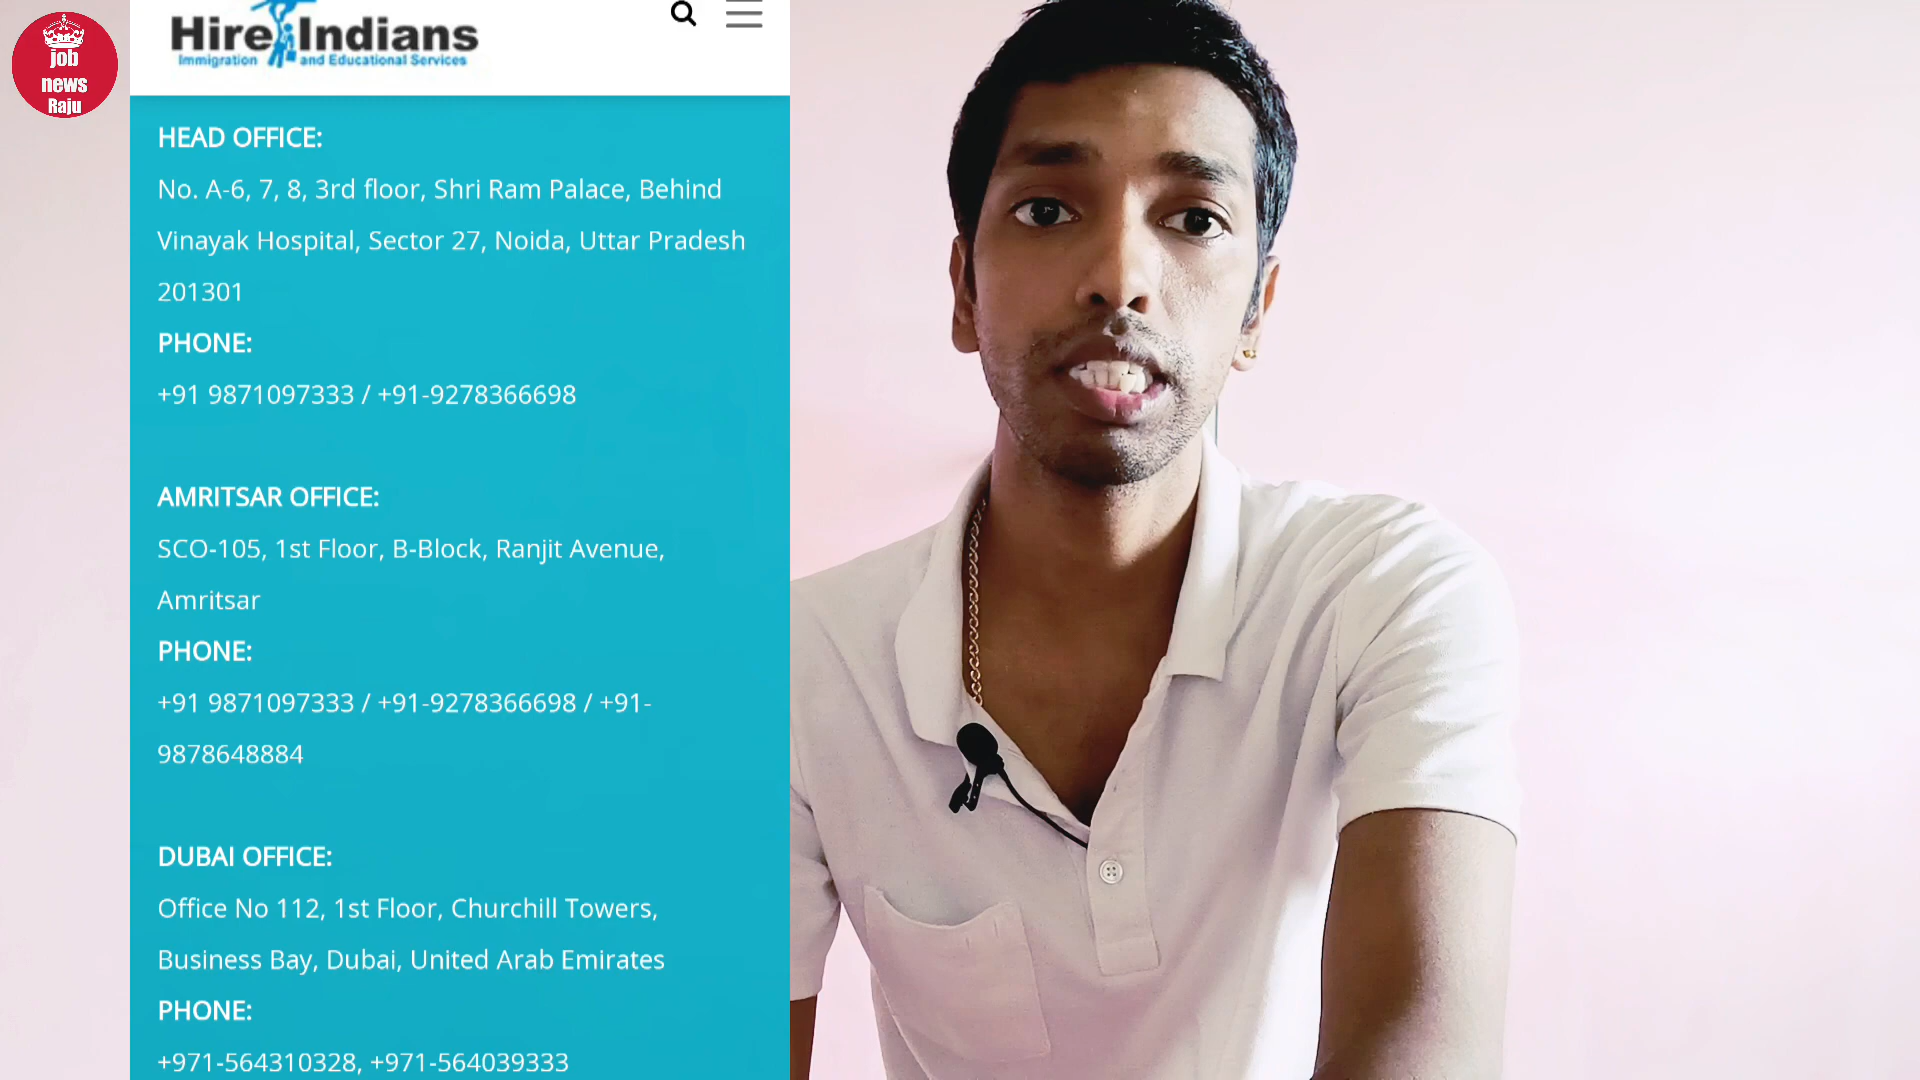 job
news
Raju
Hire Indians
Immigration and Educational Services
HEAD OFFICE:
No. A-6, 7, 8, 3rd floor, Shri Ram Palace, Behind
Vinayak Hospital, Sector 27, Noida, Uttar Pradesh
201301
PHONE:
+91 9871097333 / +91-9278366698
AMRITSAR OFFICE:
SCO-105, 1st Floor, B-Block, Ranjit Avenue,
Amritsar
PHONE:
+91 9871097333 / +91-9278366698 / +91-
9878648884
DUBAI OFFICE:
Office No 112, 1st Floor, Churchill Towers,
Business Bay, Dubai, United Arab Emirates
PHONE:
+971-564310328, +971-564039333